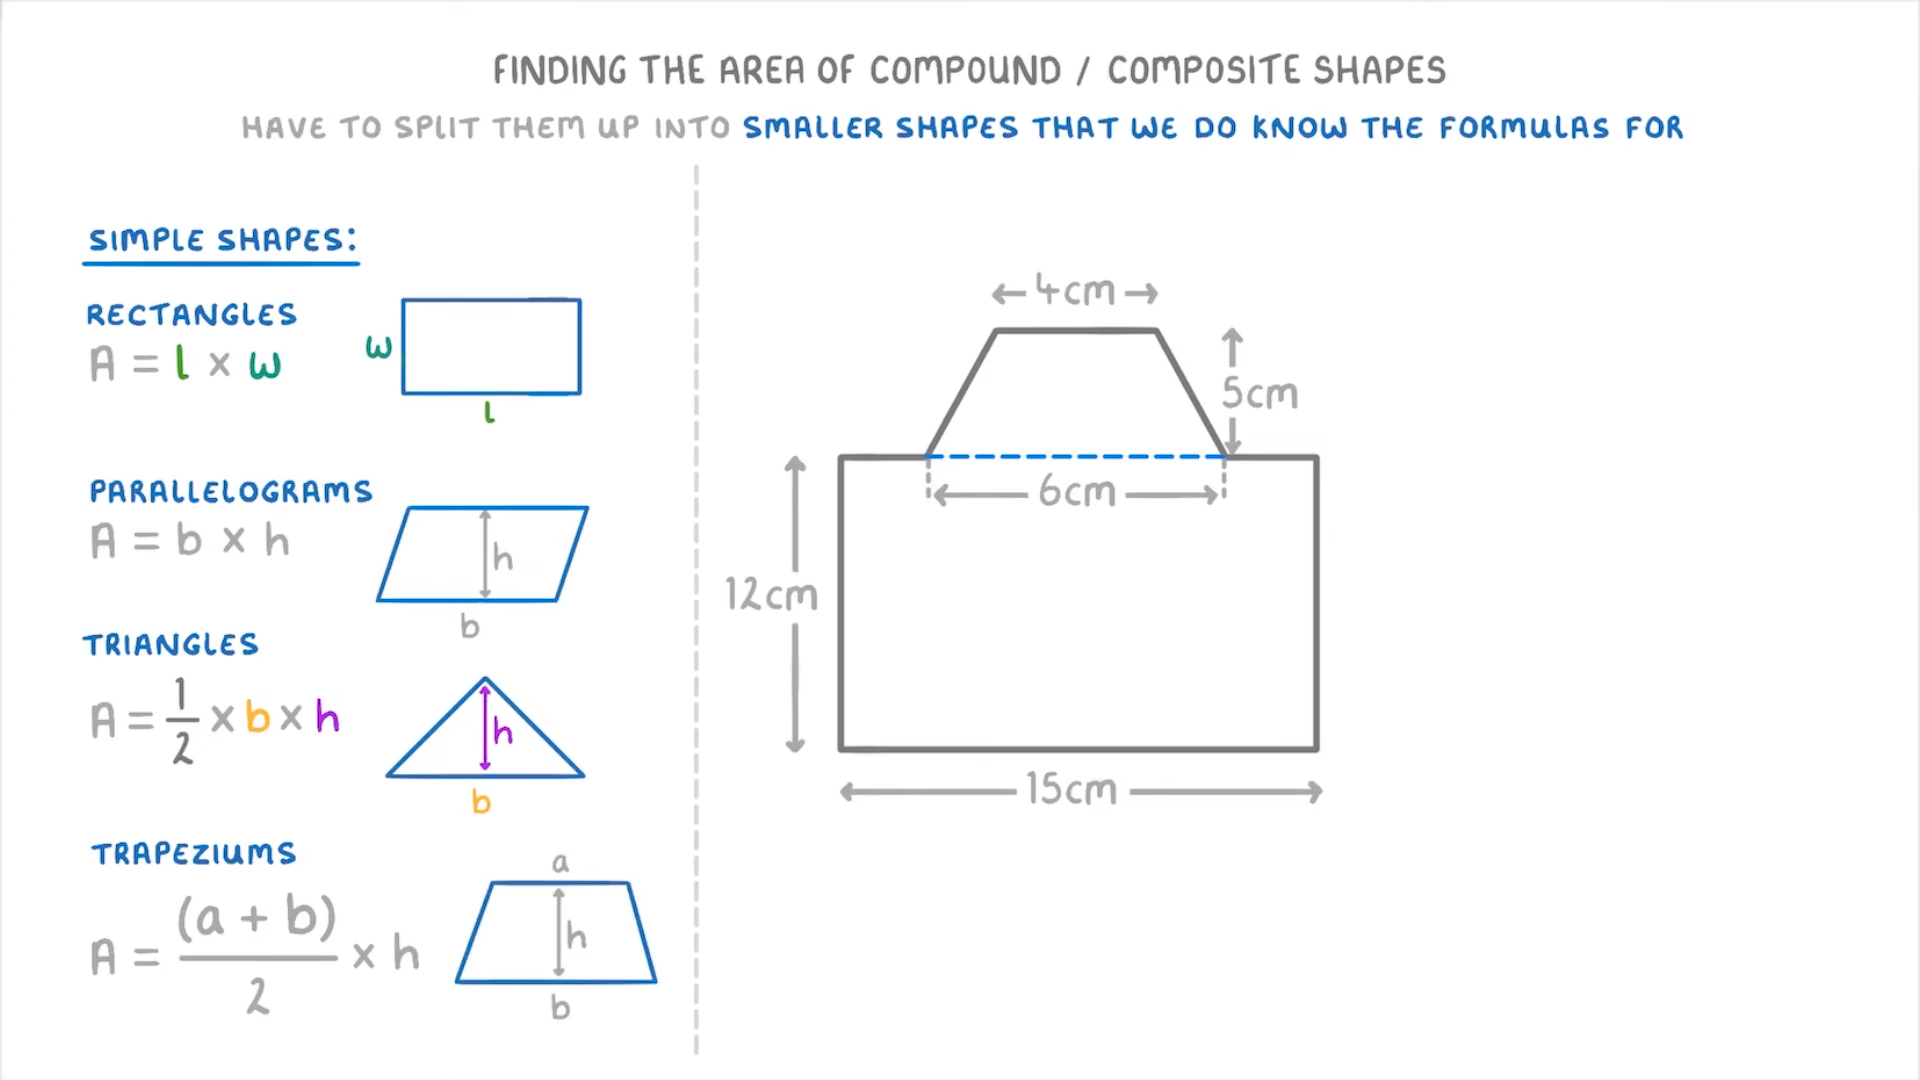 FINDING THE AREA OF COMPOUND / COMPOSITE SHAPES
HAVE TO SPLIT THEM UP INTO SMALLER SHAPES THAT WE DO KNOW THE FORMULAS FOR
SIMPLE SHAPES:
RECTANGLES
A = l x w
w
l
PARALLELOGRAMS
A = b x h
h
b
TRIANGLES
A = 1/2 x b x h
h
b
TRAPEZIUMS
A = (a + b)/2 x h
a
h
b
4cm
5cm
6cm
12cm
15cm